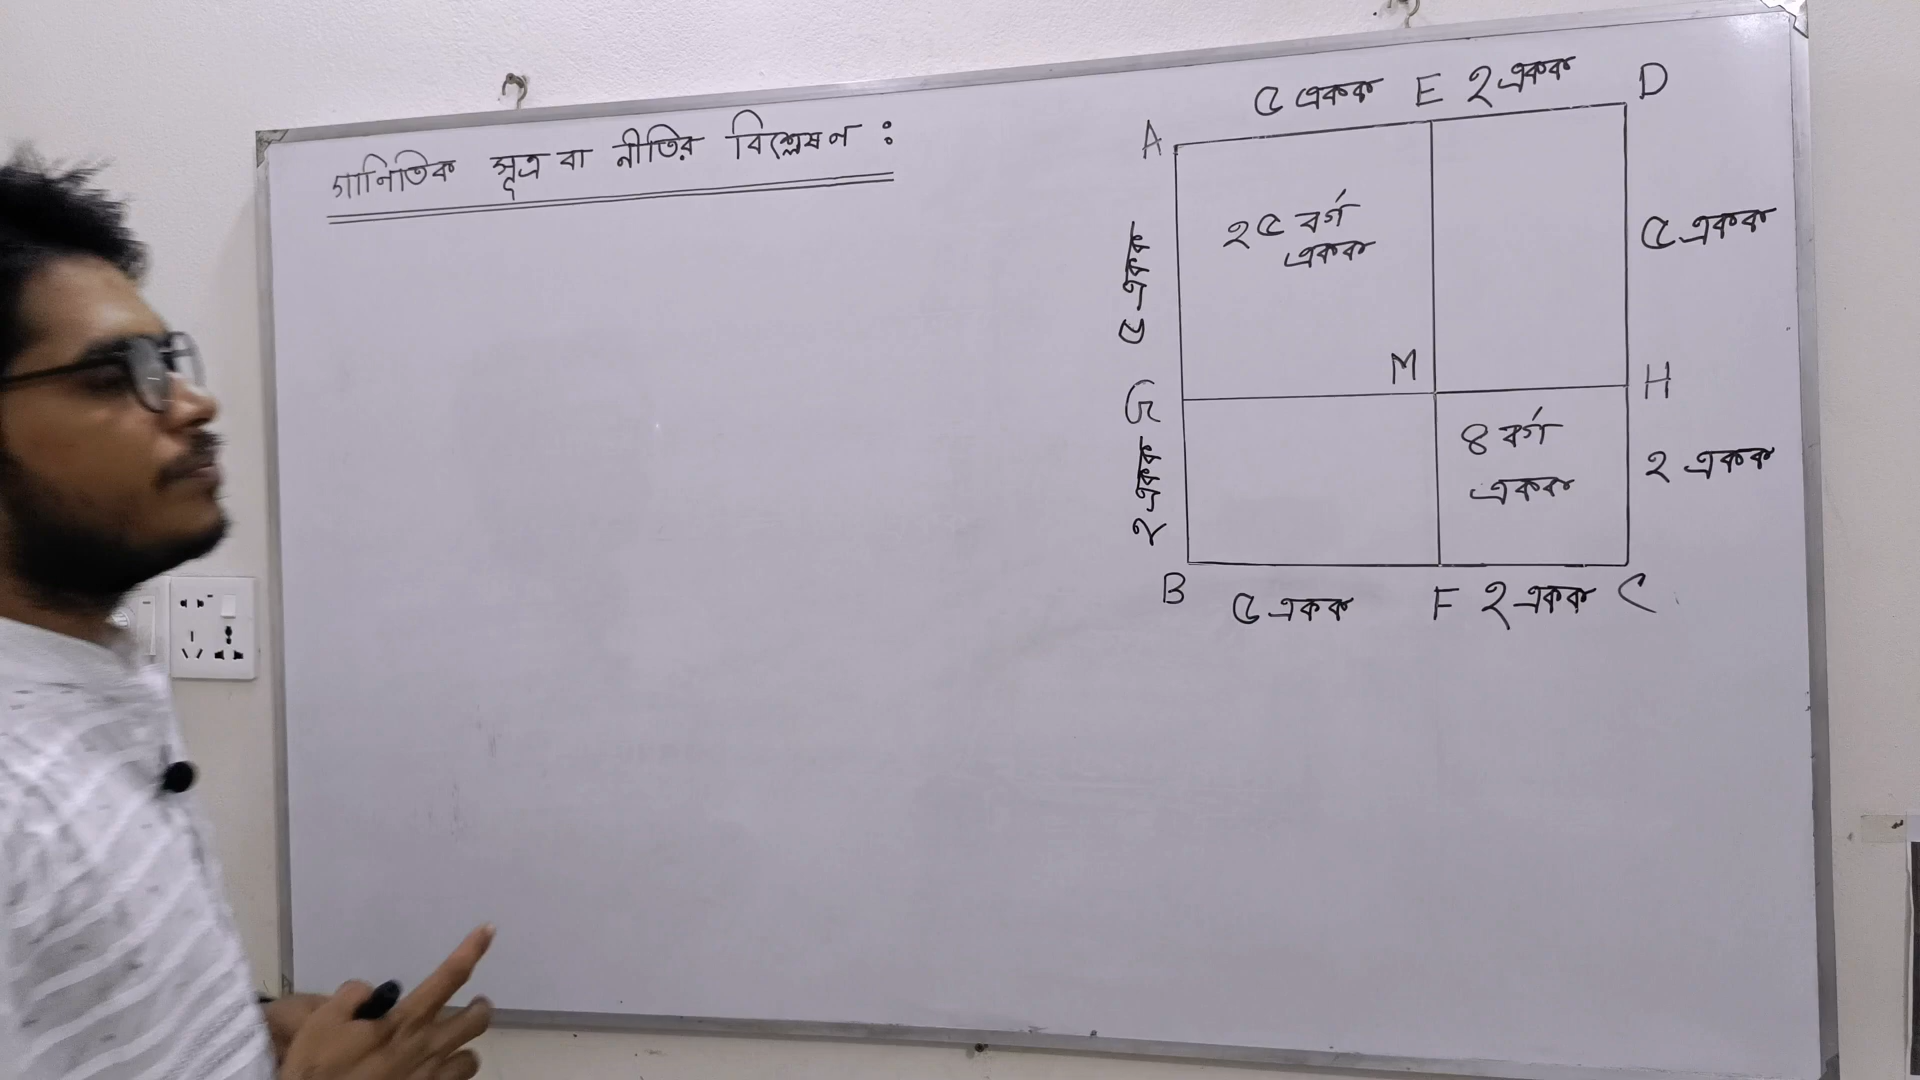 গানিতিক সূত্র বা নীতির বিশ্লেষন :
৫ একক E ২ একক D
A
২৫ বর্গ
একক
৫ একক
৫ একক
M
G
H
৪ বর্গ
একক
২ একক
২ একক
B ৫ একক F ২ একক C